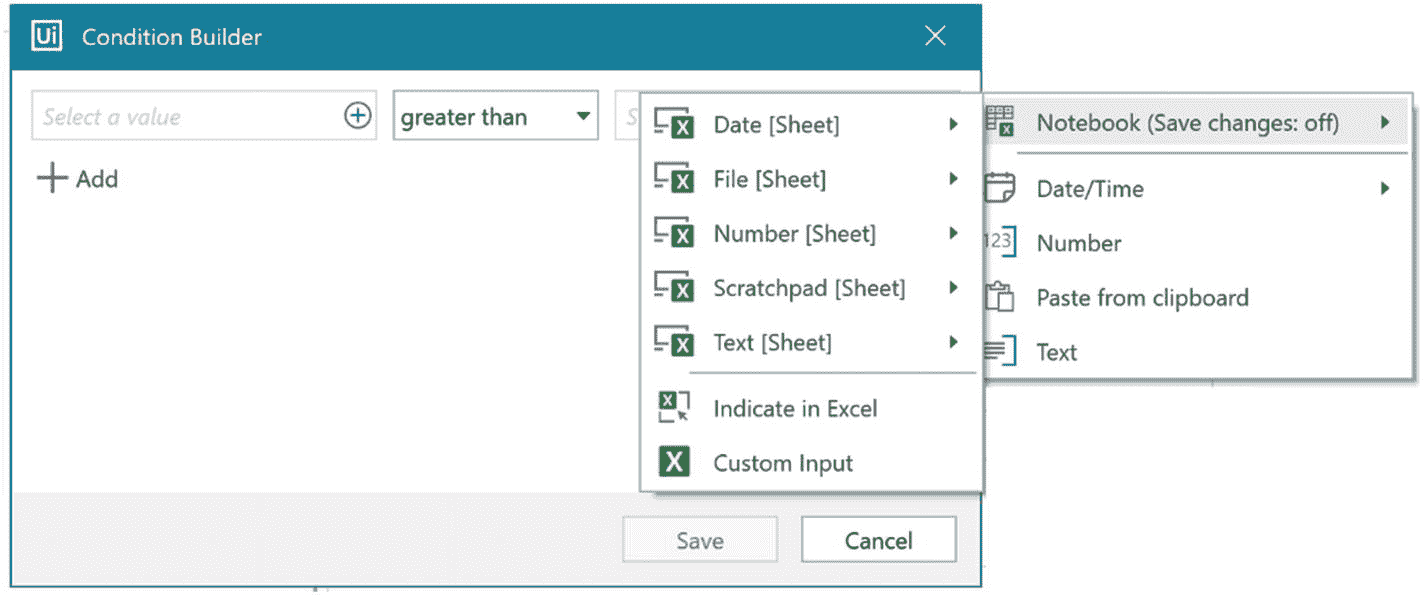 Ui Condition Builder
Select a value
greater than
S
Add
Date [Sheet]
File [Sheet]
Number [Sheet]
Scratchpad [Sheet]
Text [Sheet]
Indicate in Excel
Custom Input
Notebook (Save changes: off)
Date/Time
123 Number
Paste from clipboard
Text
Save
Cancel